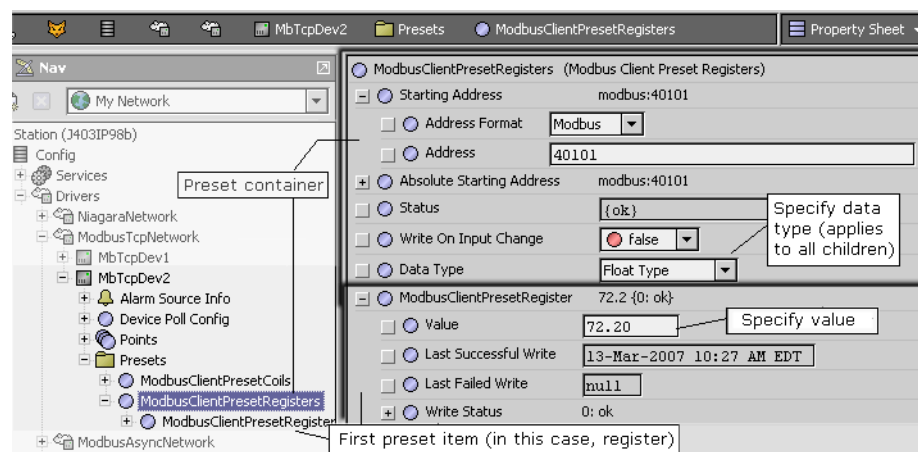 MbTcpDev2 Presets ModbusClientPresetRegisters Property Sheet
Nav
My Network
Station (J403IP98b)
Config
Services
Drivers
NiagaraNetwork
ModbusTcpNetwork
MbTcpDev1
MbTcpDev2
Alarm Source Info
Device Poll Config
Points
Presets
ModbusClientPresetCoils
ModbusClientPresetRegisters
ModbusClientPresetRegister
ModbusAsyncNetwork
Preset container
ModbusClientPresetRegisters (Modbus Client Preset Registers)
Starting Address modbus:40101
Address Format Modbus
Address 40101
Absolute Starting Address modbus:40101
Status {ok}
Write On Input Change false
Data Type Float Type
Specify data
type (applies
to all children)
ModbusClientPresetRegister 72.2 {0: ok}
Value 72.20
Specify value
Last Successful Write 13-Mar-2007 10:27 AM EDT
Last Failed Write null
Write Status 0: ok
First preset item (in this case, register)